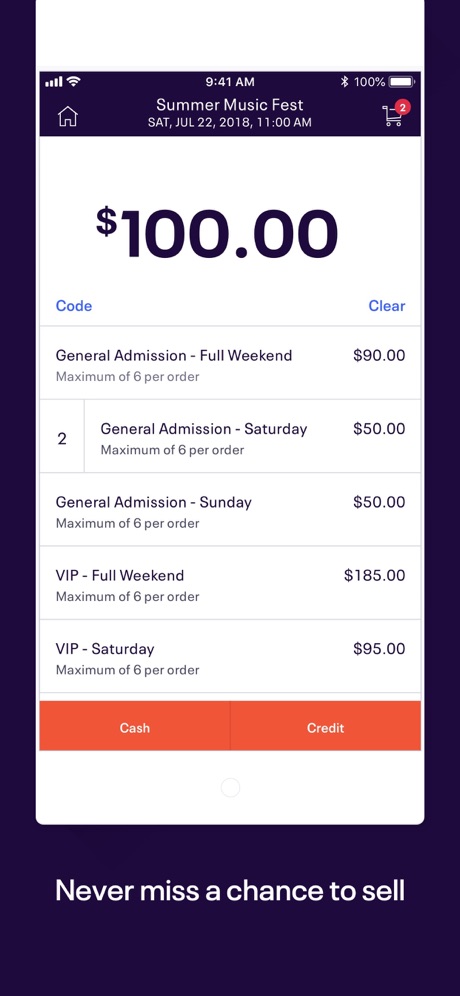 9:41 AM
100%
Summer Music Fest
2
SAT, JUL 22, 2018, 11:00 AM
$100.00
Code
Clear
General Admission - Full Weekend
$90.00
Maximum of 6 per order
2
General Admission - Saturday
$50.00
Maximum of 6 per order
General Admission - Sunday
$50.00
Maximum of 6 per order
VIP - Full Weekend
$185.00
Maximum of 6 per order
VIP - Saturday
$95.00
Maximum of 6 per order
Cash
Credit
Never miss a chance to sell